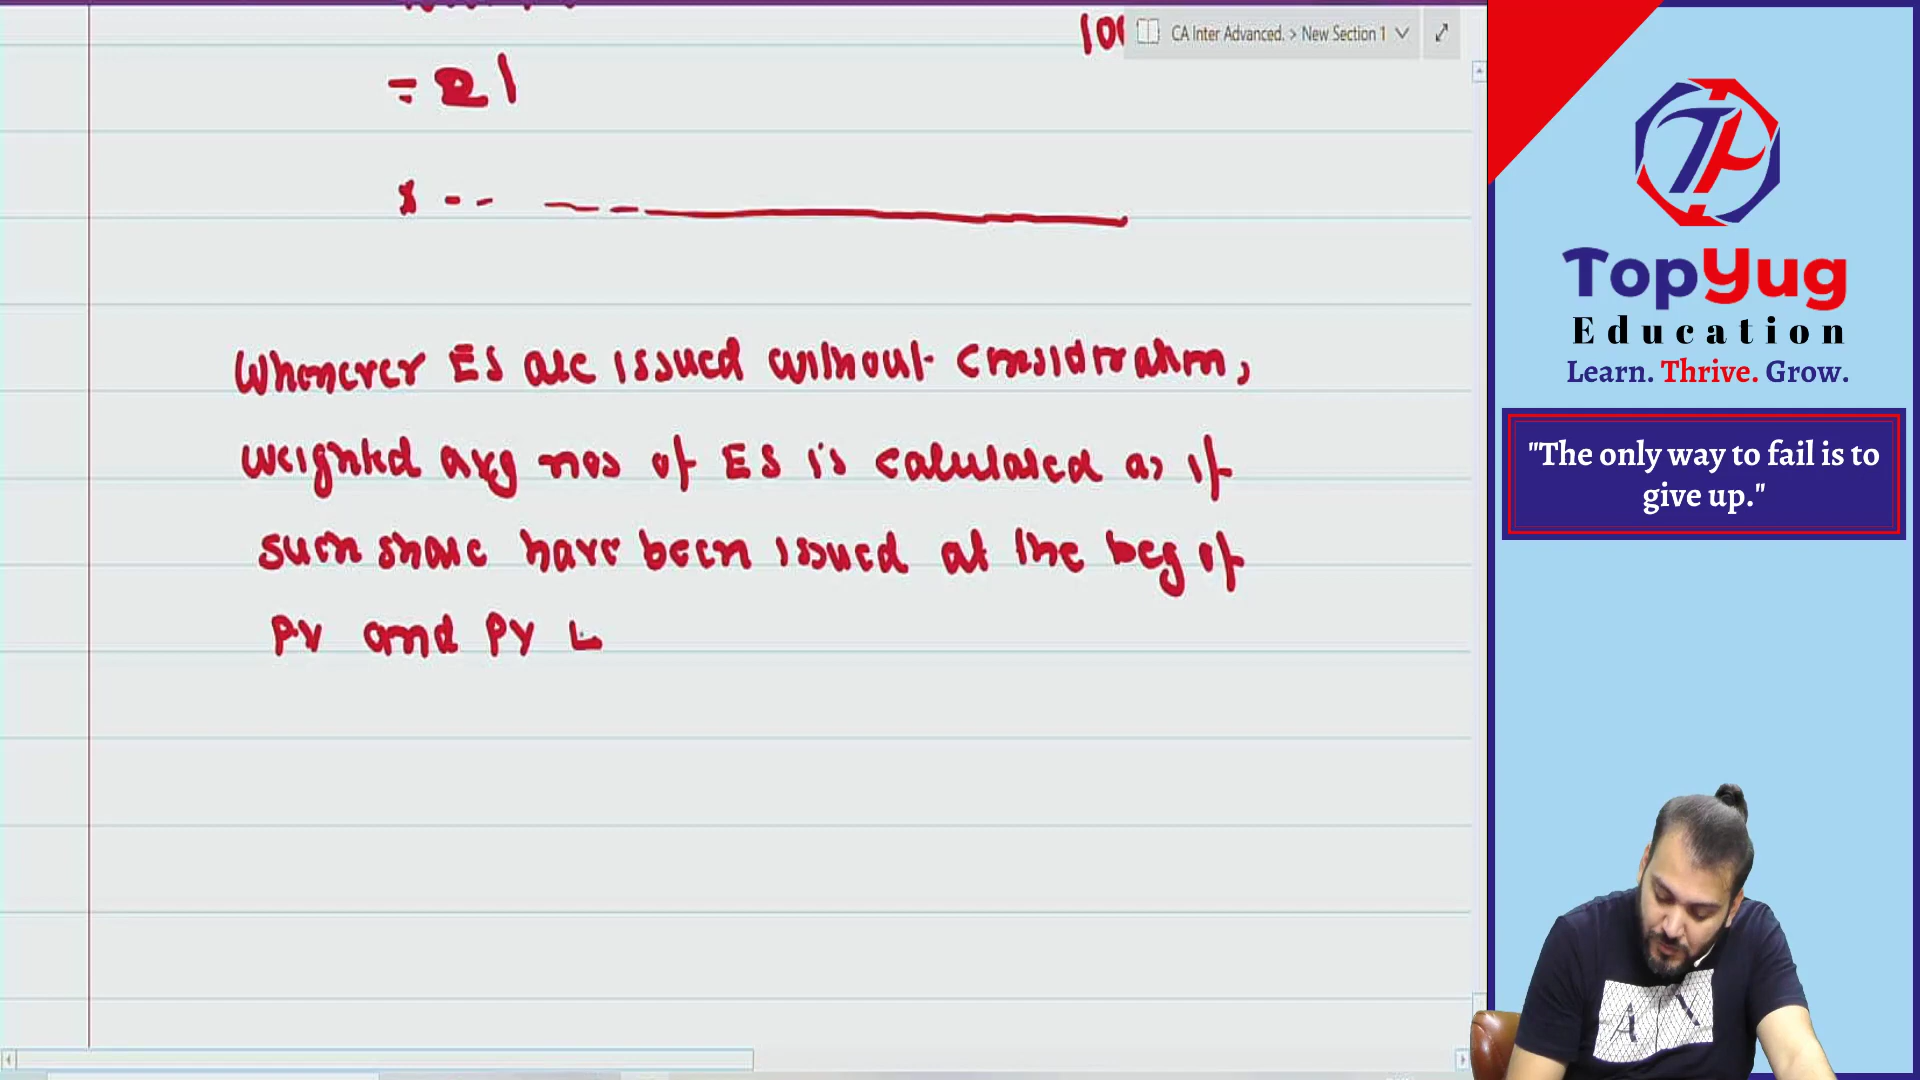 CA Inter Advanced. > New Section 1
= 21
Whenever ES are issued without consideration,
weighted avg nos of ES is calculated as if
such share have been issued at the beg of
PY and PY
TopYug
Education
Learn. Thrive. Grow.
"The only way to fail is to
give up."